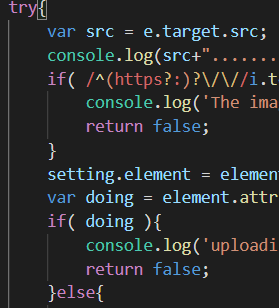 try{
var src = e.target.src;
console.log(src+"........
if( /^(https?:)?\/\//i.t
console.log('The ima
return false;
}
setting.element = elemen
var doing = element.attr
if( doing ){
console.log('uploadi
return false;
}else{